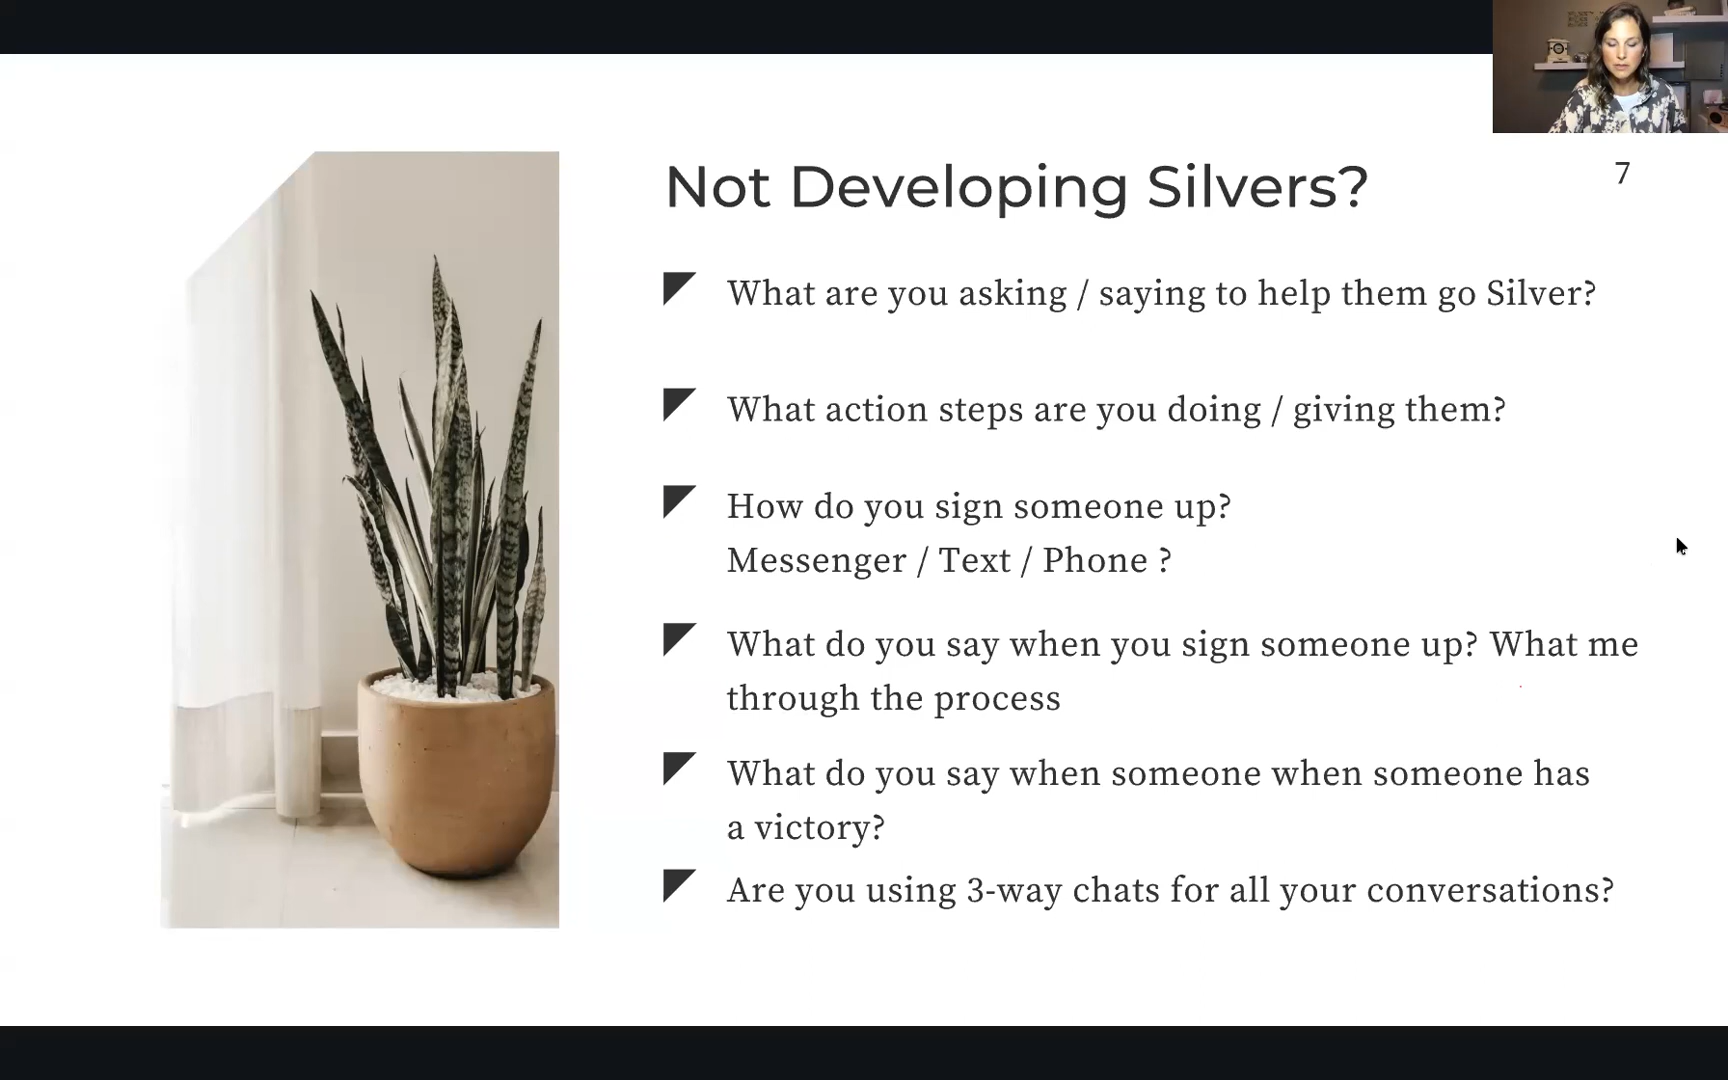 Not Developing Silvers?
7
What are you asking / saying to help them go Silver?
What action steps are you doing / giving them?
How do you sign someone up?
Messenger / Text / Phone ?
What do you say when you sign someone up? What me
through the process
What do you say when someone when someone has
a victory?
Are you using 3-way chats for all your conversations?